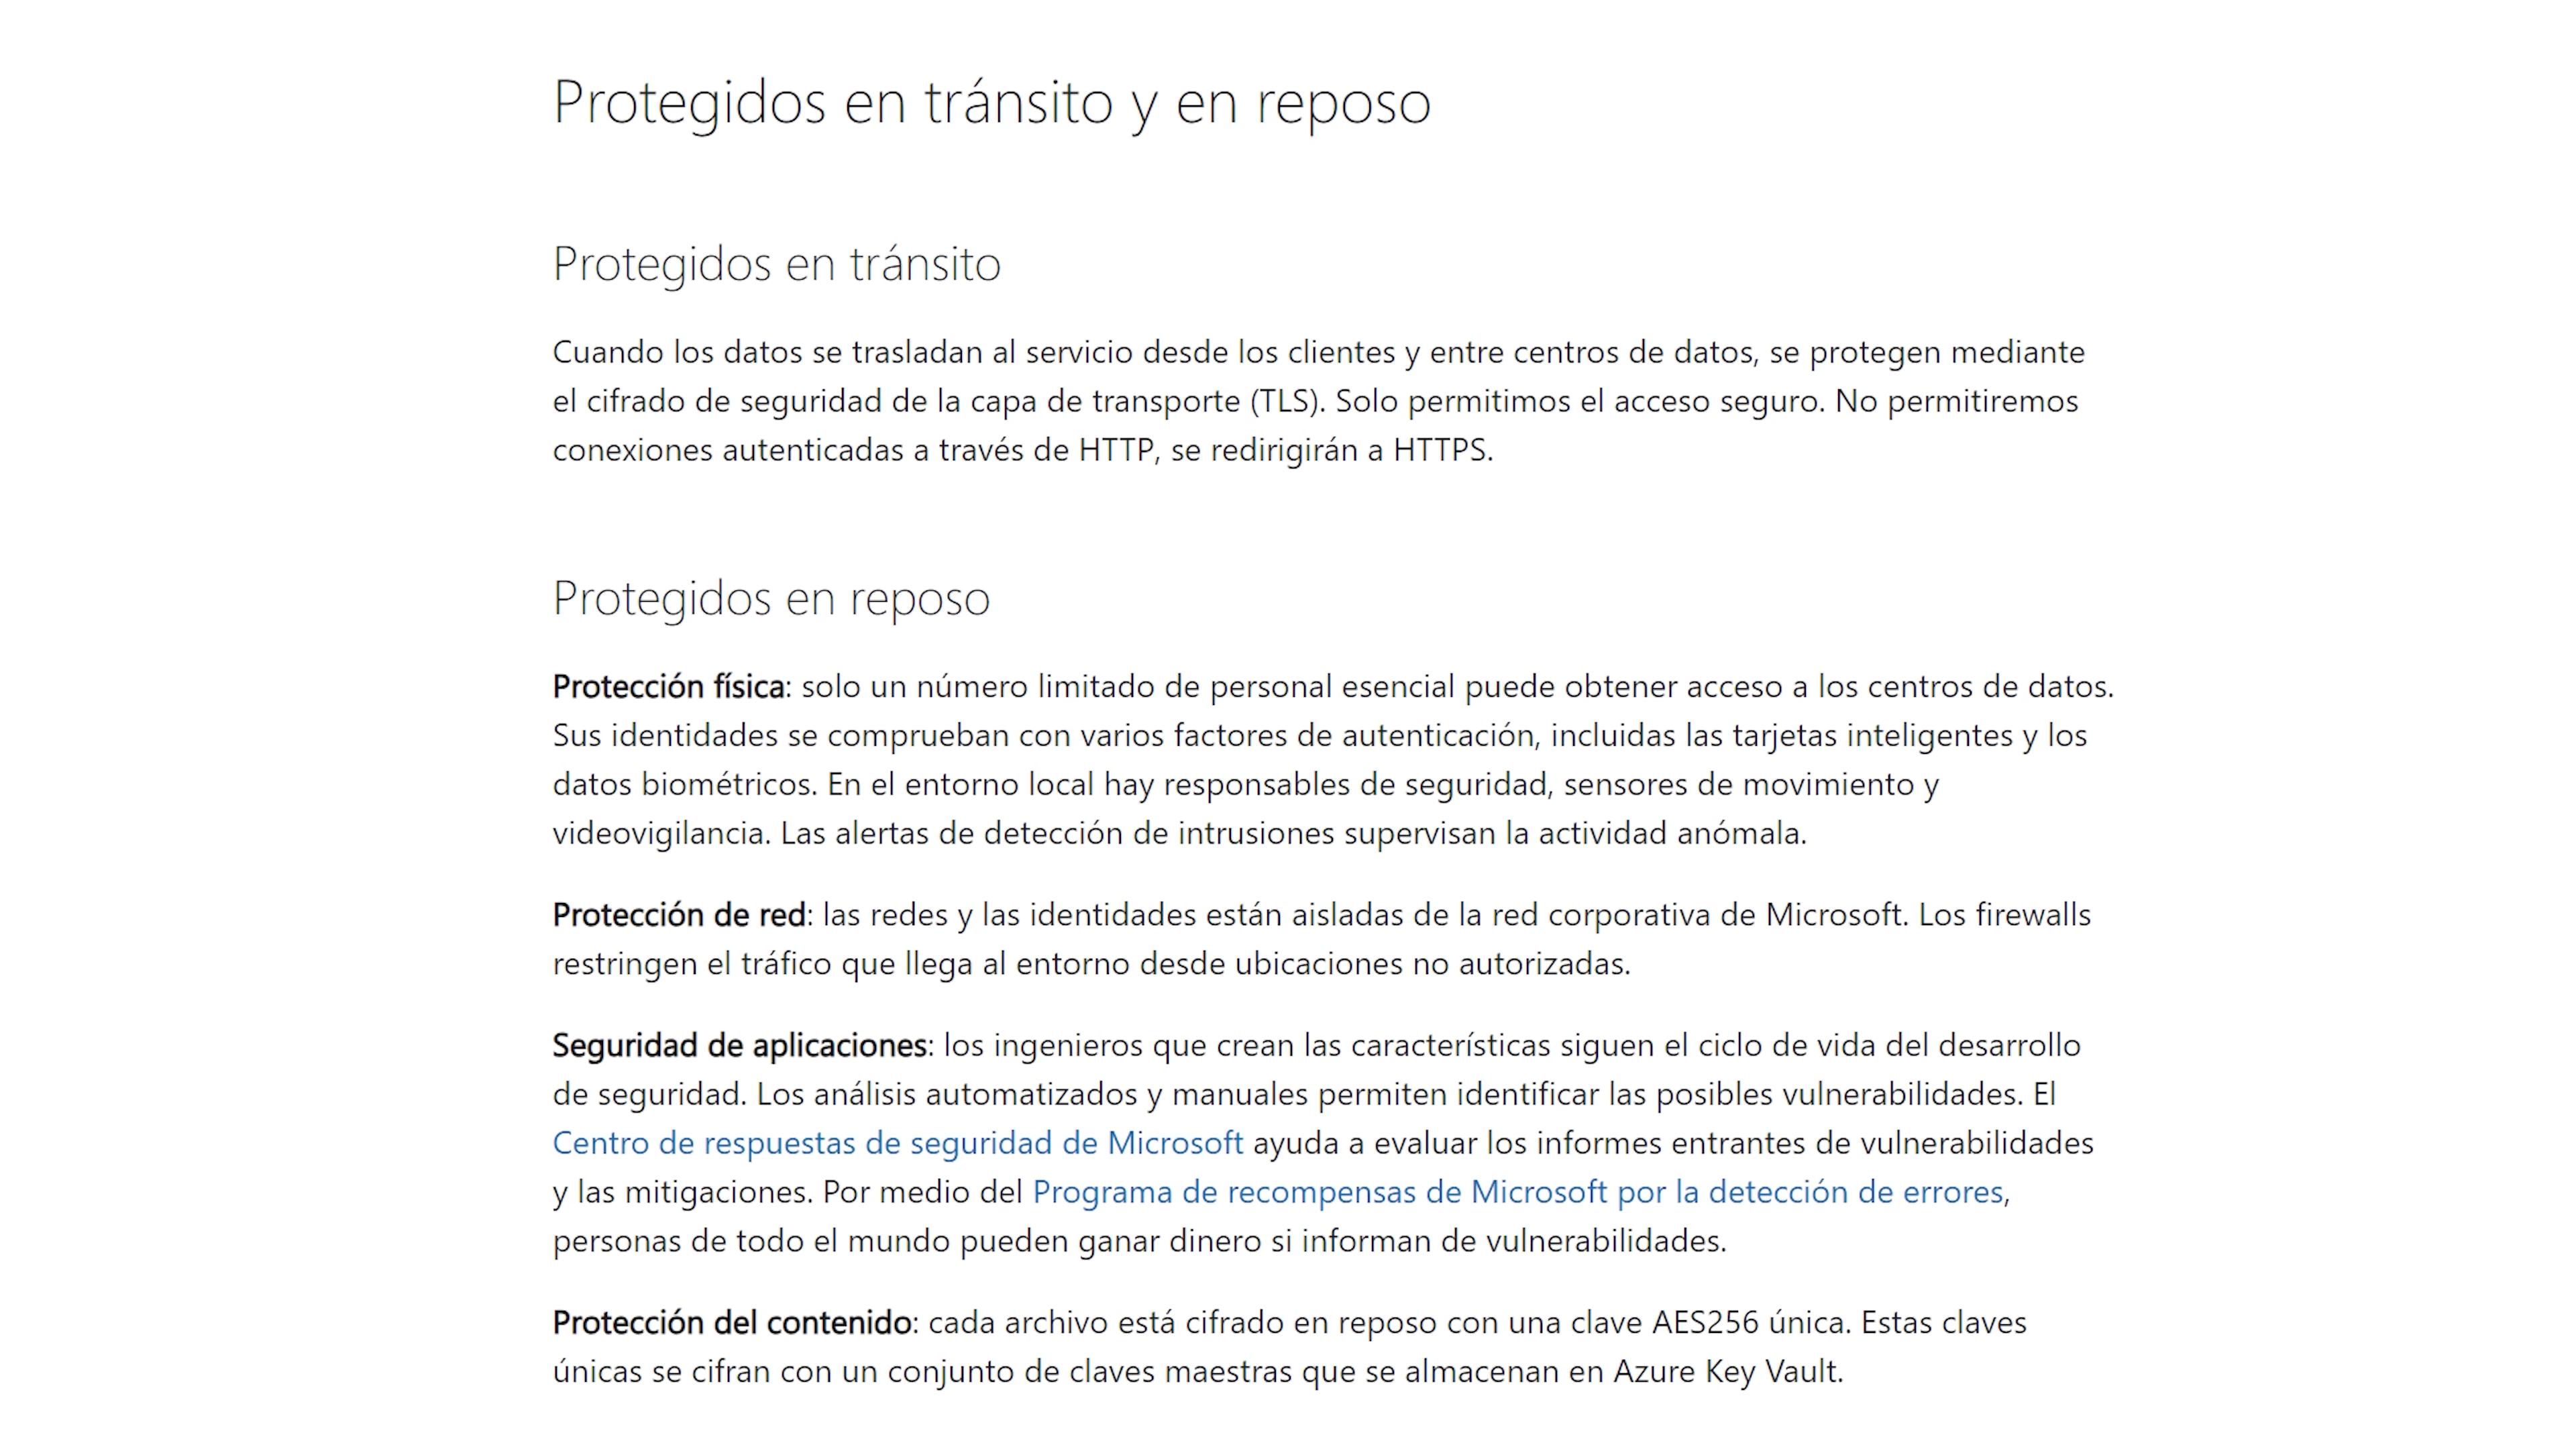 Protegidos en tránsito y en reposo
Protegidos en tránsito
Cuando los datos se trasladan al servicio desde los clientes y entre centros de datos, se protegen mediante
el cifrado de seguridad de la capa de transporte (TLS). Solo permitimos el acceso seguro. No permitiremos
conexiones autenticadas a través de HTTP, se redirigirán a HTTPS.
Protegidos en reposo
Protección física: solo un número limitado de personal esencial puede obtener acceso a los centros de datos.
Sus identidades se comprueban con varios factores de autenticación, incluidas las tarjetas inteligentes y los
datos biométricos. En el entorno local hay responsables de seguridad, sensores de movimiento y
videovigilancia. Las alertas de detección de intrusiones supervisan la actividad anómala.
Protección de red: las redes y las identidades están aisladas de la red corporativa de Microsoft. Los firewalls
restringen el tráfico que llega al entorno desde ubicaciones no autorizadas.
Seguridad de aplicaciones: los ingenieros que crean las características siguen el ciclo de vida del desarrollo
de seguridad. Los análisis automatizados y manuales permiten identificar las posibles vulnerabilidades. El
Centro de respuestas de seguridad de Microsoft ayuda a evaluar los informes entrantes de vulnerabilidades
y las mitigaciones. Por medio del Programa de recompensas de Microsoft por la detección de errores,
personas de todo el mundo pueden ganar dinero si informan de vulnerabilidades.
Protección del contenido: cada archivo está cifrado en reposo con una clave AES256 única. Estas claves
únicas se cifran con un conjunto de claves maestras que se almacenan en Azure Key Vault.